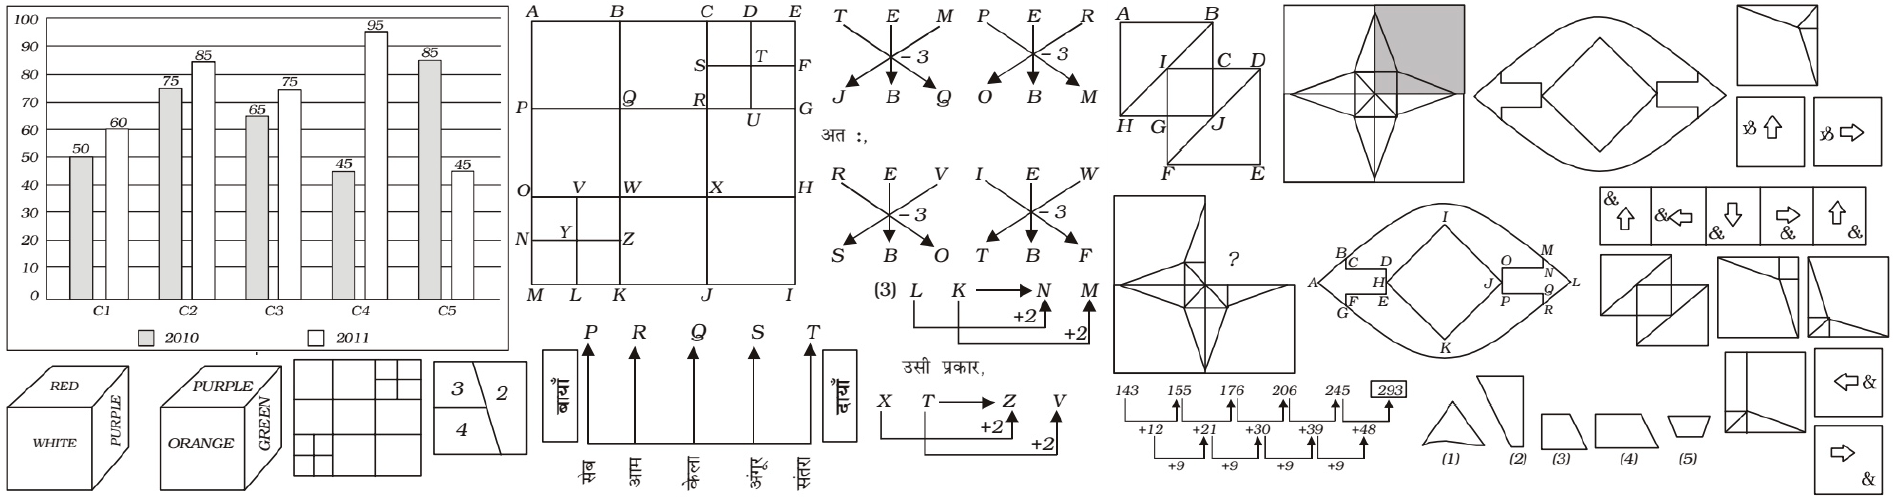 100
90
80
70
60
50
40
30
20
10
0
50
60
75
85
65
75
45
95
85
45
C1
C2
C3
C4
C5
2010
2011
A B C D E
S T F
P Q R G
U
O V W X H
N Y Z
M L K J I
T E M
– 3
J B Q
P E R
– 3
O B M
अत :,
R E V
– 3
S B O
I E W
– 3
T B F
(3) L K N M
+2
+2
उसी प्रकार,
X T Z V
+2
+2
A B
I C D
H G J
F E
?
I
B C D O M
A H J N L
F E P Q
G R
K
&
&
&
&
&
&
&
&
&
RED
WHITE
PURPLE
PURPLE
ORANGE
GREEN
3
2
4
P R Q S T
बायाँ
दायाँ
सेब
आम
केला
अंगूर
संतरा
143 155 176 206 245 293
+12 +21 +30 +39 +48
+9 +9 +9 +9
(1) (2) (3) (4) (5)